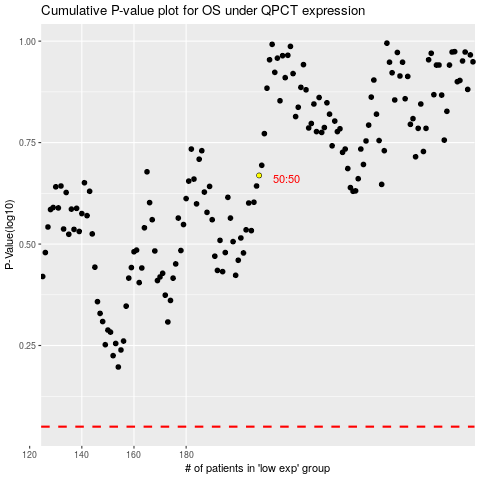 Cumulative P-value plot for OS under QPCT expression
1.00
0.75
0.50
0.25
P-Value(log10)
50:50
120 140 160 180
# of patients in 'low exp' group